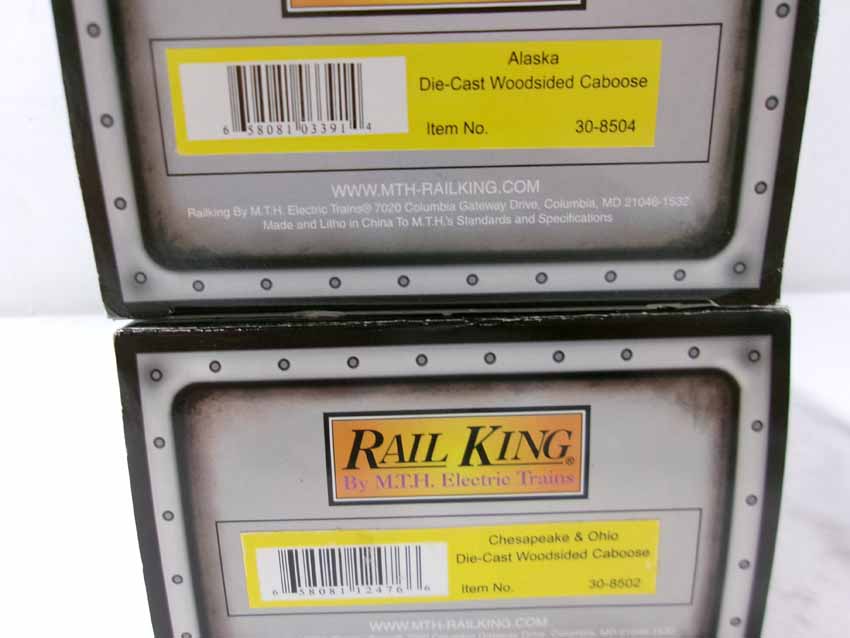 Alaska
Die-Cast Woodsided Caboose
Item No. 30-8504
6 58081 03391 4
WWW.MTH-RAILKING.COM
Railking By M.T.H. Electric Trains® 7020 Columbia Gateway Drive, Columbia, MD 21046-1532
Made and Litho in China To M.T.H.'s Standards and Specifications
RAIL KING®
By M.T.H. Electric Trains
Chesapeake & Ohio
Die-Cast Woodsided Caboose
Item No. 30-8502
6 58081 12476 6
WWW.MTH-RAILKING.COM